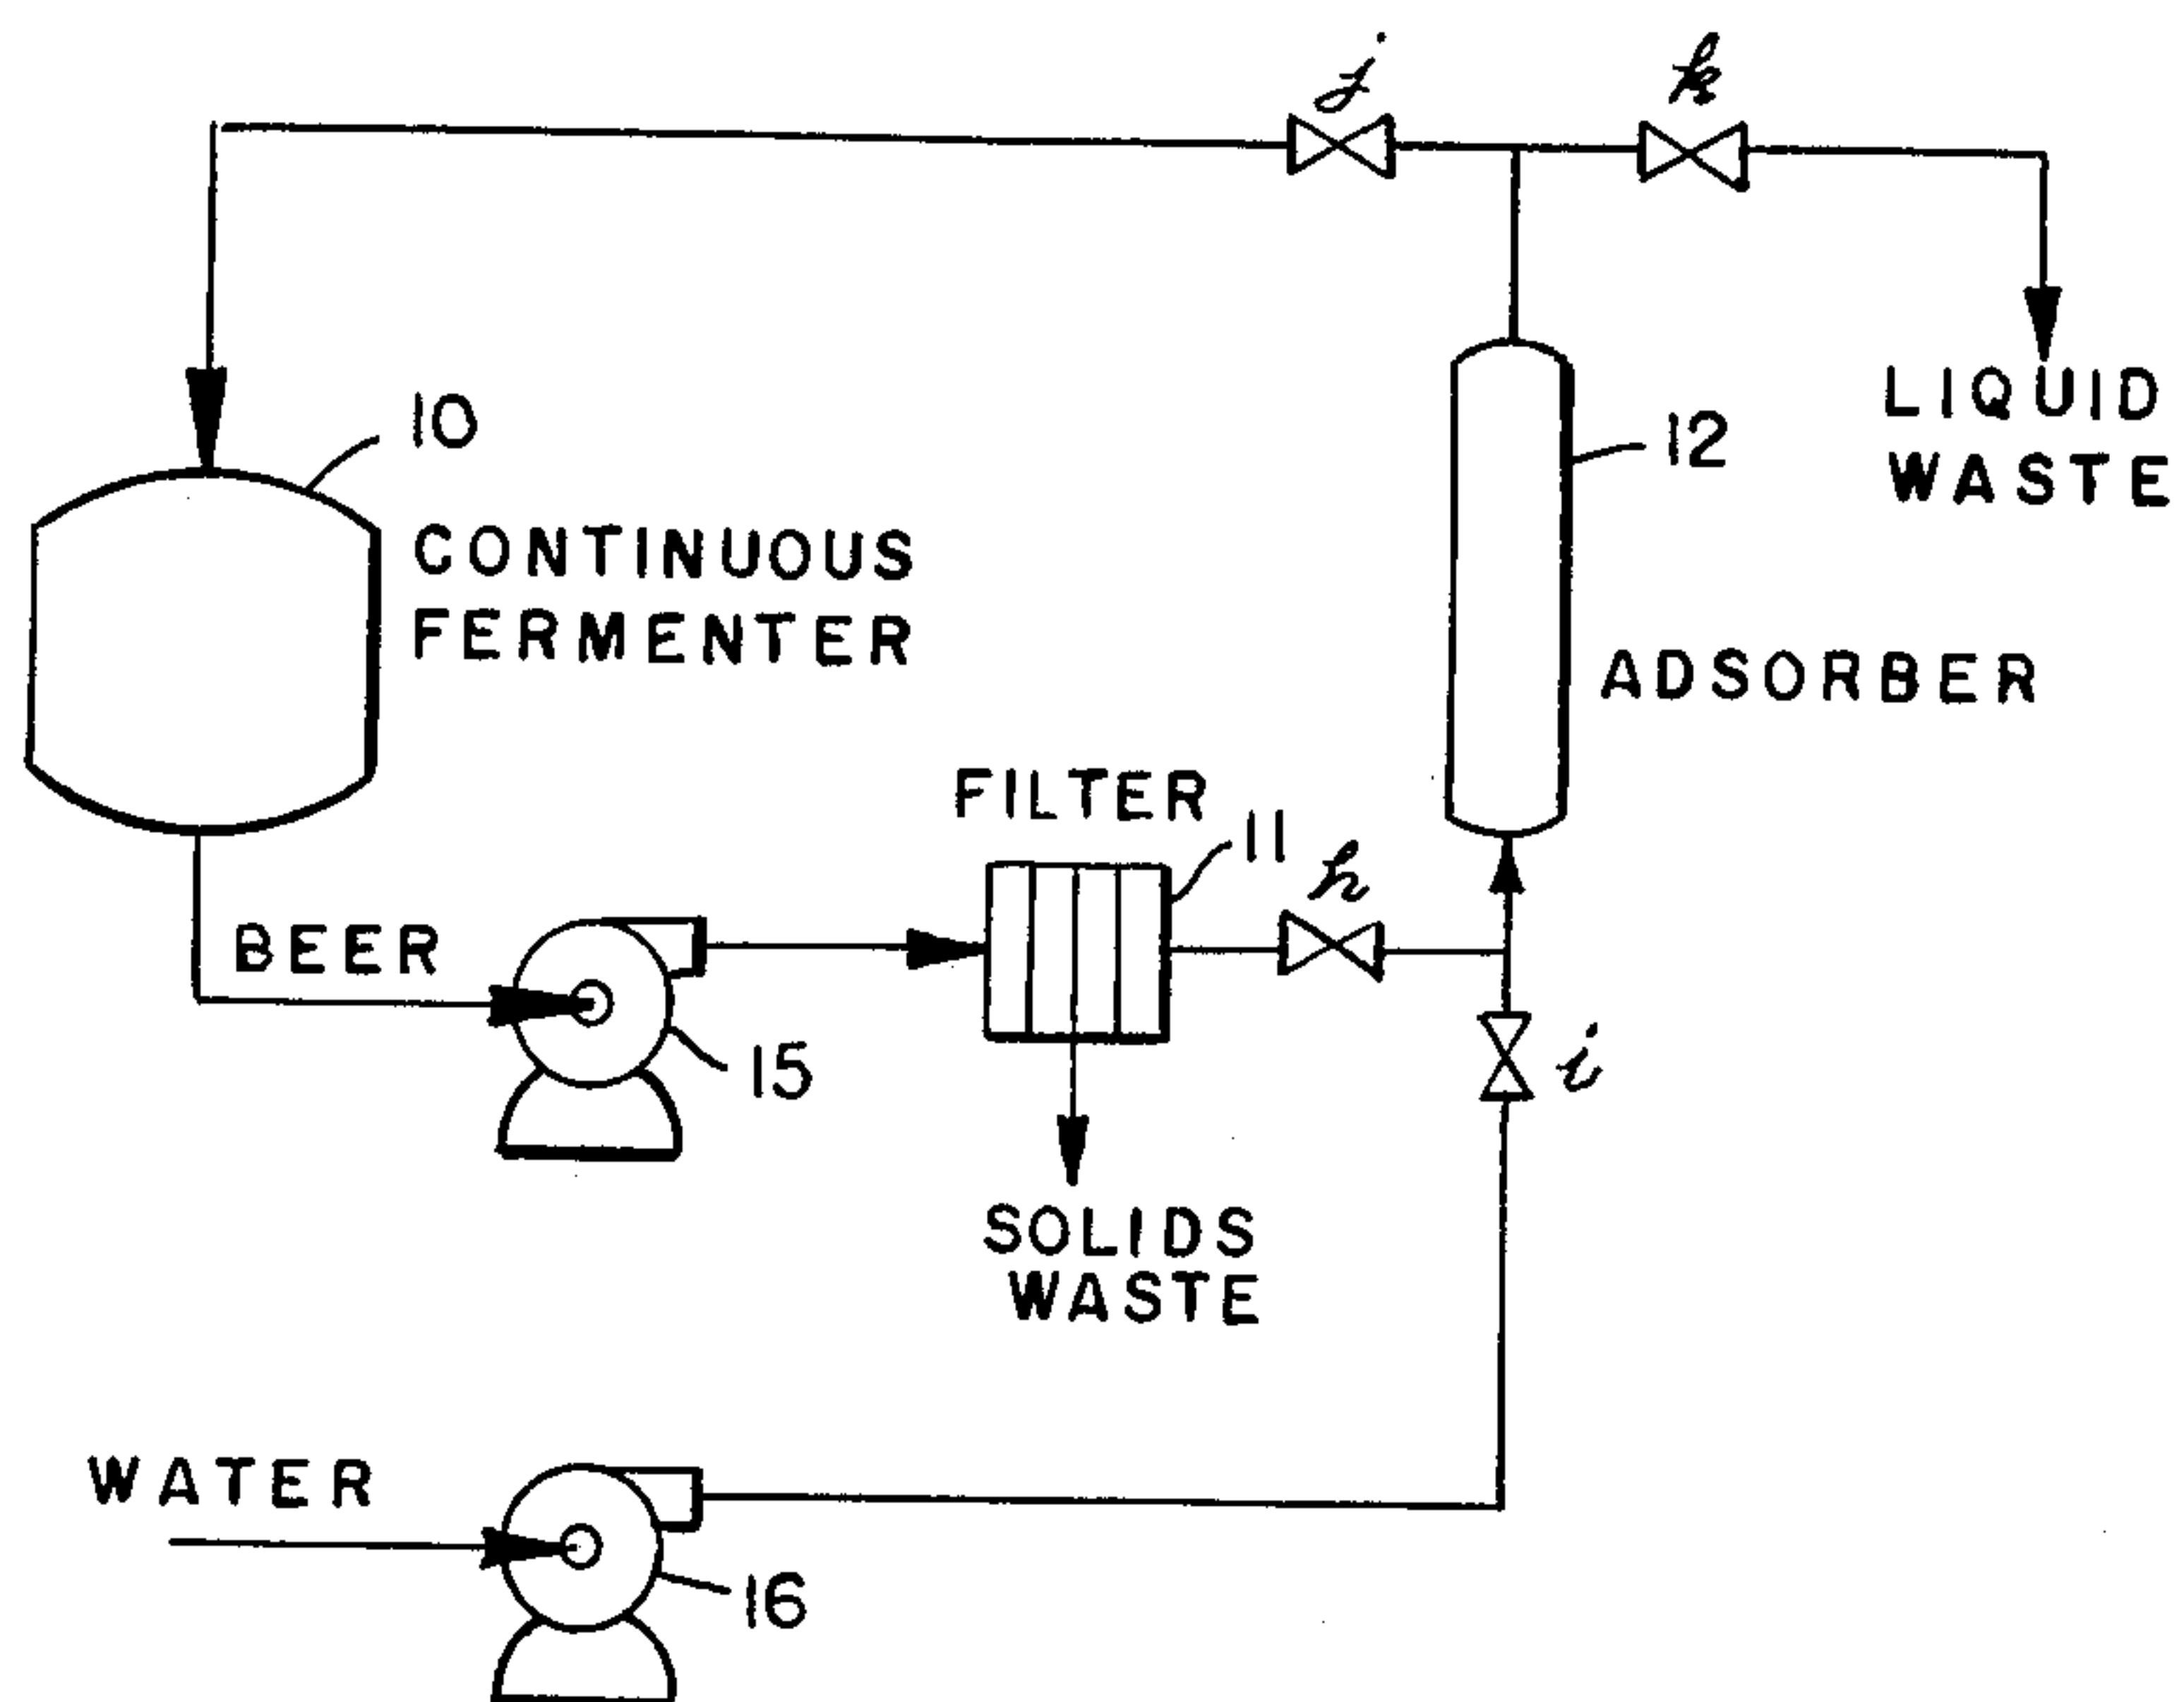 j
k
10
CONTINUOUS
FERMENTER
12
LIQUID
WASTE
ADSORBER
FILTER
11
h
BEER
15
i
SOLIDS
WASTE
WATER
16